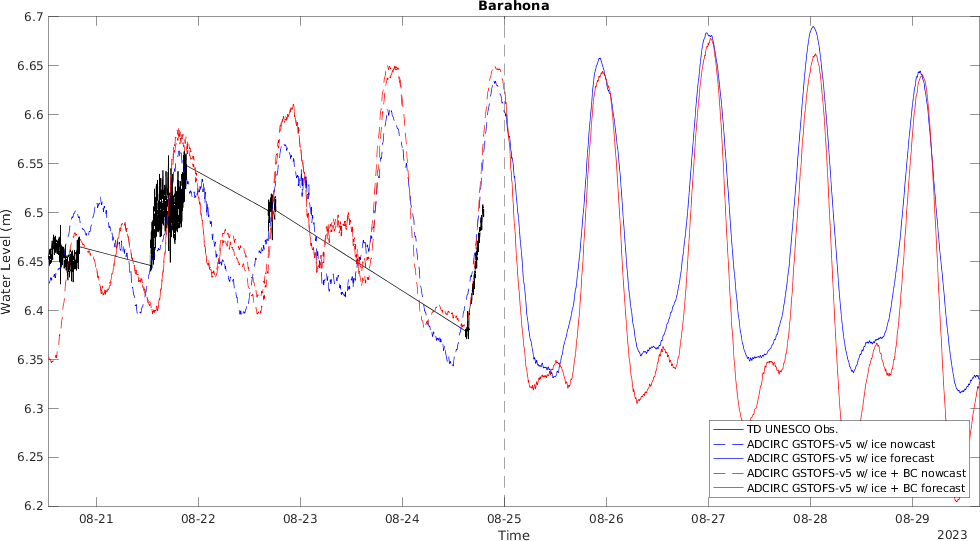 Barahona
6.7
6.65
6.6
6.55
6.5
6.45
6.4
6.35
6.3
6.25
6.2
Water Level (m)
08-21 08-22 08-23 08-24 08-25 08-26 08-27 08-28 08-29
Time
2023
TD UNESCO Obs.
ADCIRC GSTOFS-v5 w/ ice nowcast
ADCIRC GSTOFS-v5 w/ ice forecast
ADCIRC GSTOFS-v5 w/ ice + BC nowcast
ADCIRC GSTOFS-v5 w/ ice + BC forecast